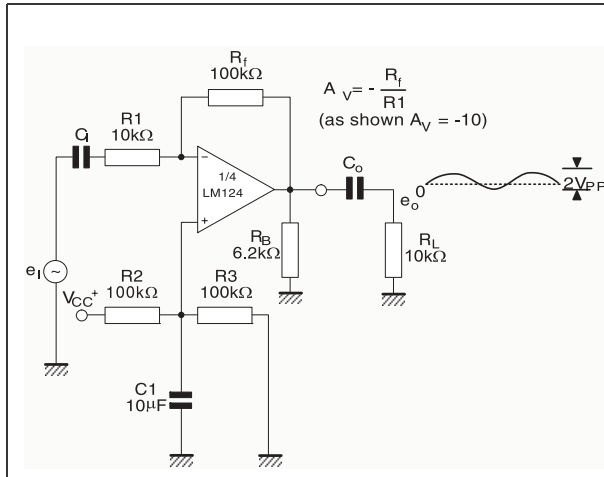 Rf
100kΩ
A V = - Rf
R1
(as shown AV = -10)
R1
10kΩ
CI
1/4
LM124
Co
eo
0
2VPP
RB
6.2kΩ
RL
10kΩ
eI
VCC+
R2
100kΩ
R3
100kΩ
C1
10µF